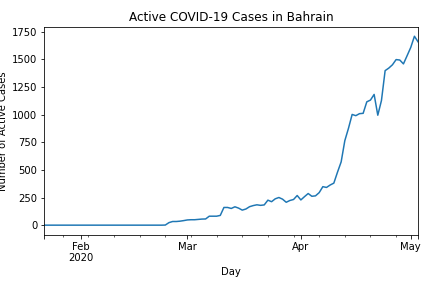 Active COVID-19 Cases in Bahrain
Number of Active Cases
1750
1500
1250
1000
750
500
250
0
Feb
2020
Mar
Apr
May
Day